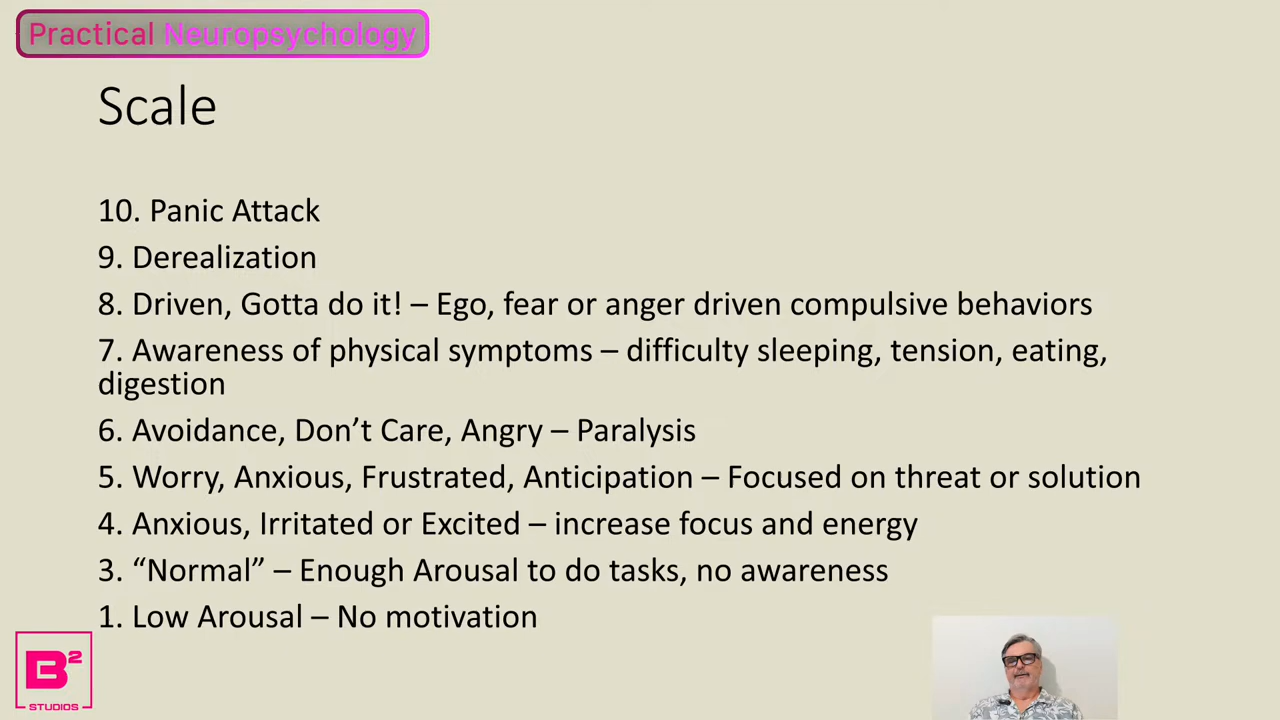 Practical Neuropsychology
Scale
10. Panic Attack
9. Derealization
8. Driven, Gotta do it! – Ego, fear or anger driven compulsive behaviors
7. Awareness of physical symptoms – difficulty sleeping, tension, eating,
digestion
6. Avoidance, Don’t Care, Angry – Paralysis
5. Worry, Anxious, Frustrated, Anticipation – Focused on threat or solution
4. Anxious, Irritated or Excited – increase focus and energy
3. “Normal” – Enough Arousal to do tasks, no awareness
1. Low Arousal – No motivation
B²
STUDIOS